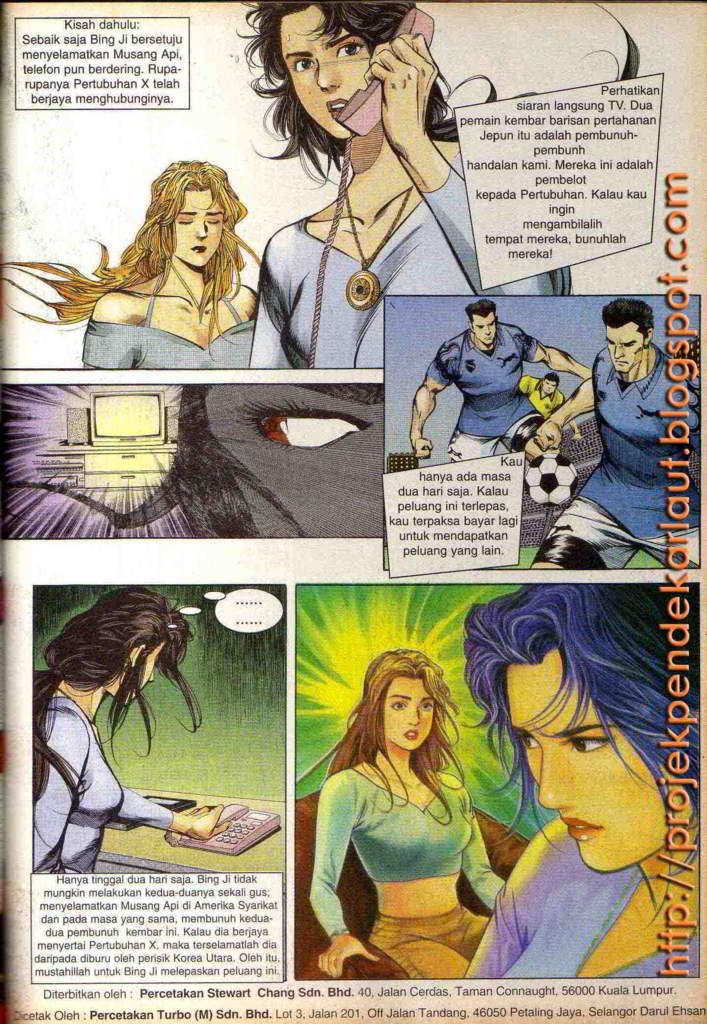 Kisah dahulu:
Sebaik saja Bing Ji bersetuju
menyelamatkan Musang Api,
telefon pun berdering. Rupa-
rupanya Pertubuhan X telah
berjaya menghubunginya.
Perhatikan
siaran langsung TV. Dua
pemain kembar barisan pertahanan
Jepun itu adalah pembunuh-
pembunh
handalan kami. Mereka ini adalah
pembelot
kepada Pertubuhan. Kalau kau
ingin
mengambilalih
tempat mereka, bunuhlah
mereka!
Kau
hanya ada masa
dua hari saja. Kalau
peluang ini terlepas,
kau terpaksa bayar lagi
untuk mendapatkan
peluang yang lain.
......
......
Hanya tinggal dua hari saja. Bing Ji tidak
mungkin melakukan kedua-duanya sekali gus;
menyelamatkan Musang Api di Amerika Syarikat
dan pada masa yang sama, membunuh kedua-
dua pembunuh kembar ini. Kalau dia berjaya
menyertai Pertubuhan X, maka terselamatlah dia
daripada diburu oleh perisik Korea Utara. Oleh itu,
mustahillah untuk Bing Ji melepaskan peluang ini.
http://projekpendekarlaut.blogspot.com
Diterbitkan oleh : Percetakan Stewart Chang Sdn. Bhd. 40, Jalan Cerdas, Taman Connaught, 56000 Kuala Lumpur.
Dicetak Oleh : Percetakan Turbo (M) Sdn. Bhd. Lot 3, Jalan 201, Off Jalan Tandang, 46050 Petaling Jaya, Selangor Darul Ehsan